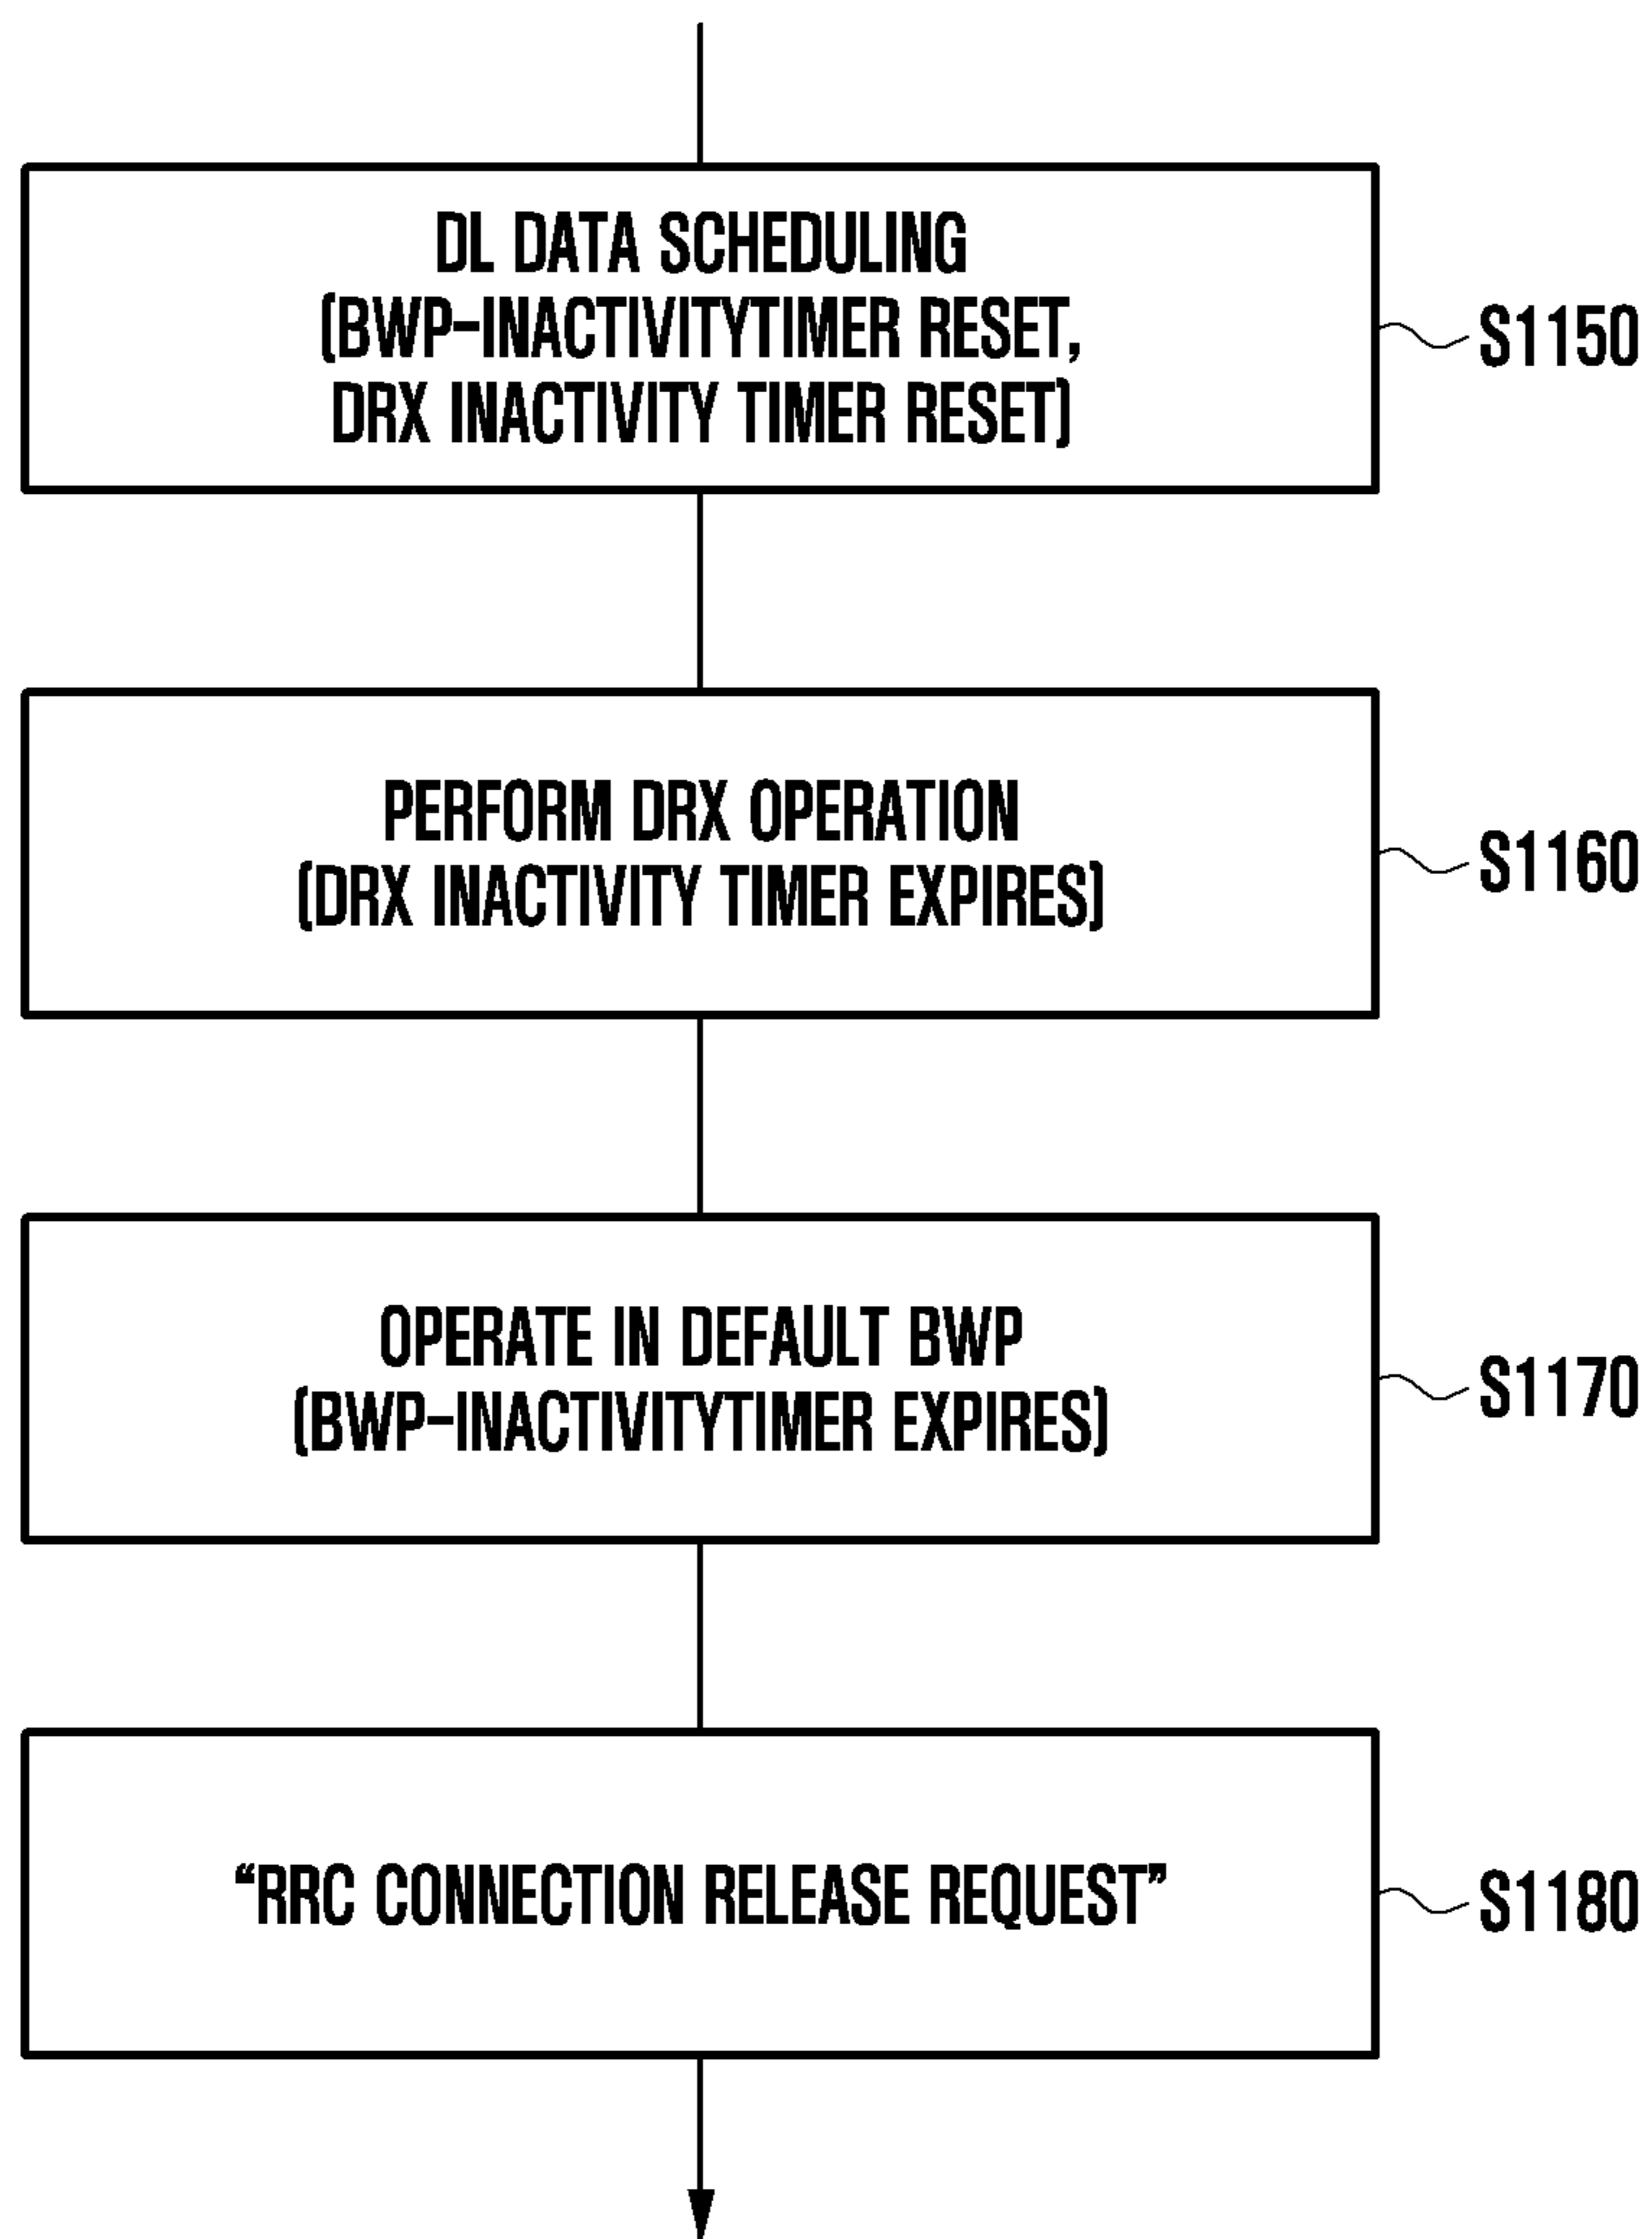 DL DATA SCHEDULING
(BWP-INACTIVITYTIMER RESET,
DRX INACTIVITY TIMER RESET)
S1150
PERFORM DRX OPERATION
(DRX INACTIVITY TIMER EXPIRES)
S1160
OPERATE IN DEFAULT BWP
(BWP-INACTIVITYTIMER EXPIRES)
S1170
“RRC CONNECTION RELEASE REQUEST”
S1180